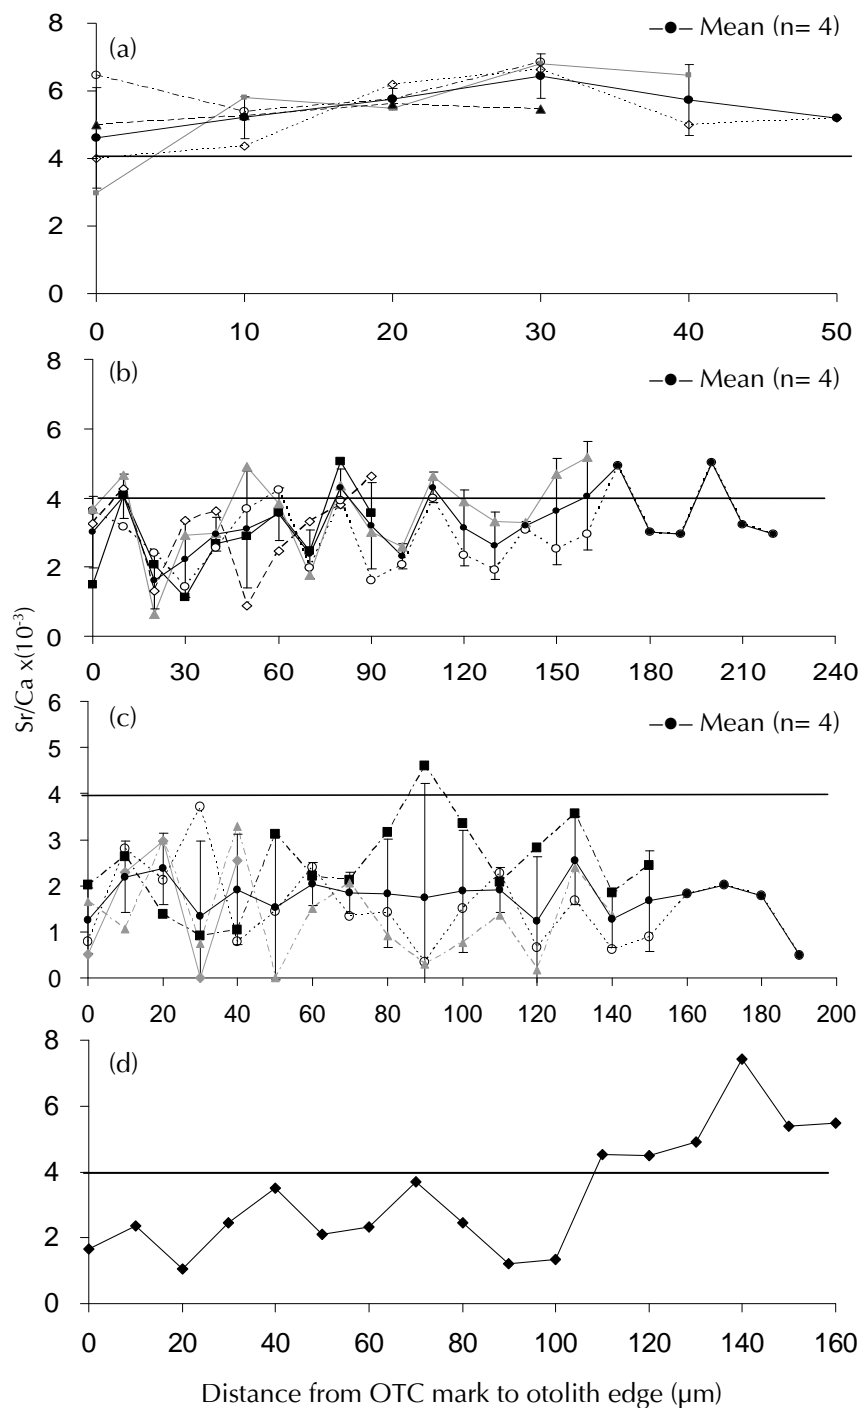 8
(a)
Mean (n= 4)
6
4
2
0
0 10 20 30 40 50
8
(b)
Mean (n= 4)
6
4
2
0
0 30 60 90 120 150 180 210 240
Sr/Ca x(10-3)
6
(c)
Mean (n= 4)
5
4
3
2
1
0
0 20 40 60 80 100 120 140 160 180 200
8
(d)
6
4
2
0
0 20 40 60 80 100 120 140 160
Distance from OTC mark to otolith edge (µm)